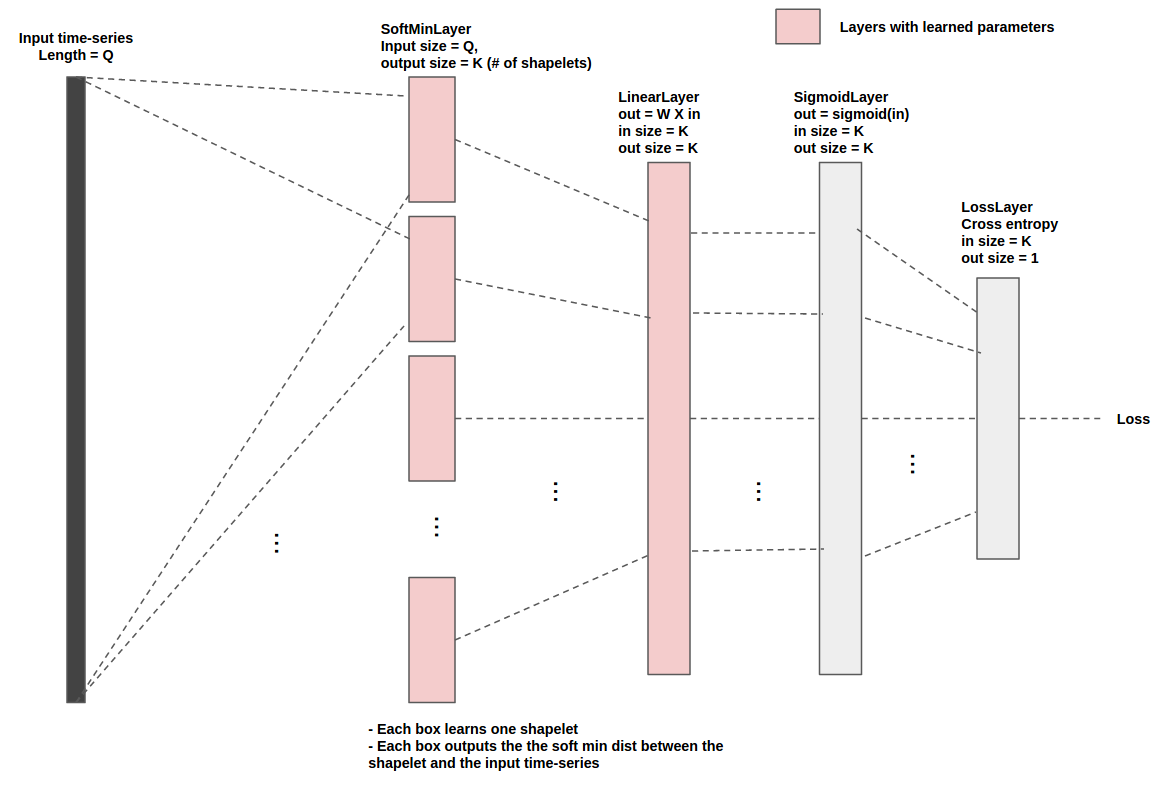 Input time-series
Length = Q
SoftMinLayer
Input size = Q,
output size = K (# of shapelets)
Layers with learned parameters
LinearLayer
out = W X in
in size = K
out size = K
SigmoidLayer
out = sigmoid(in)
in size = K
out size = K
LossLayer
Cross entropy
in size = K
out size = 1
Loss
- Each box learns one shapelet
- Each box outputs the the soft min dist between the
shapelet and the input time-series